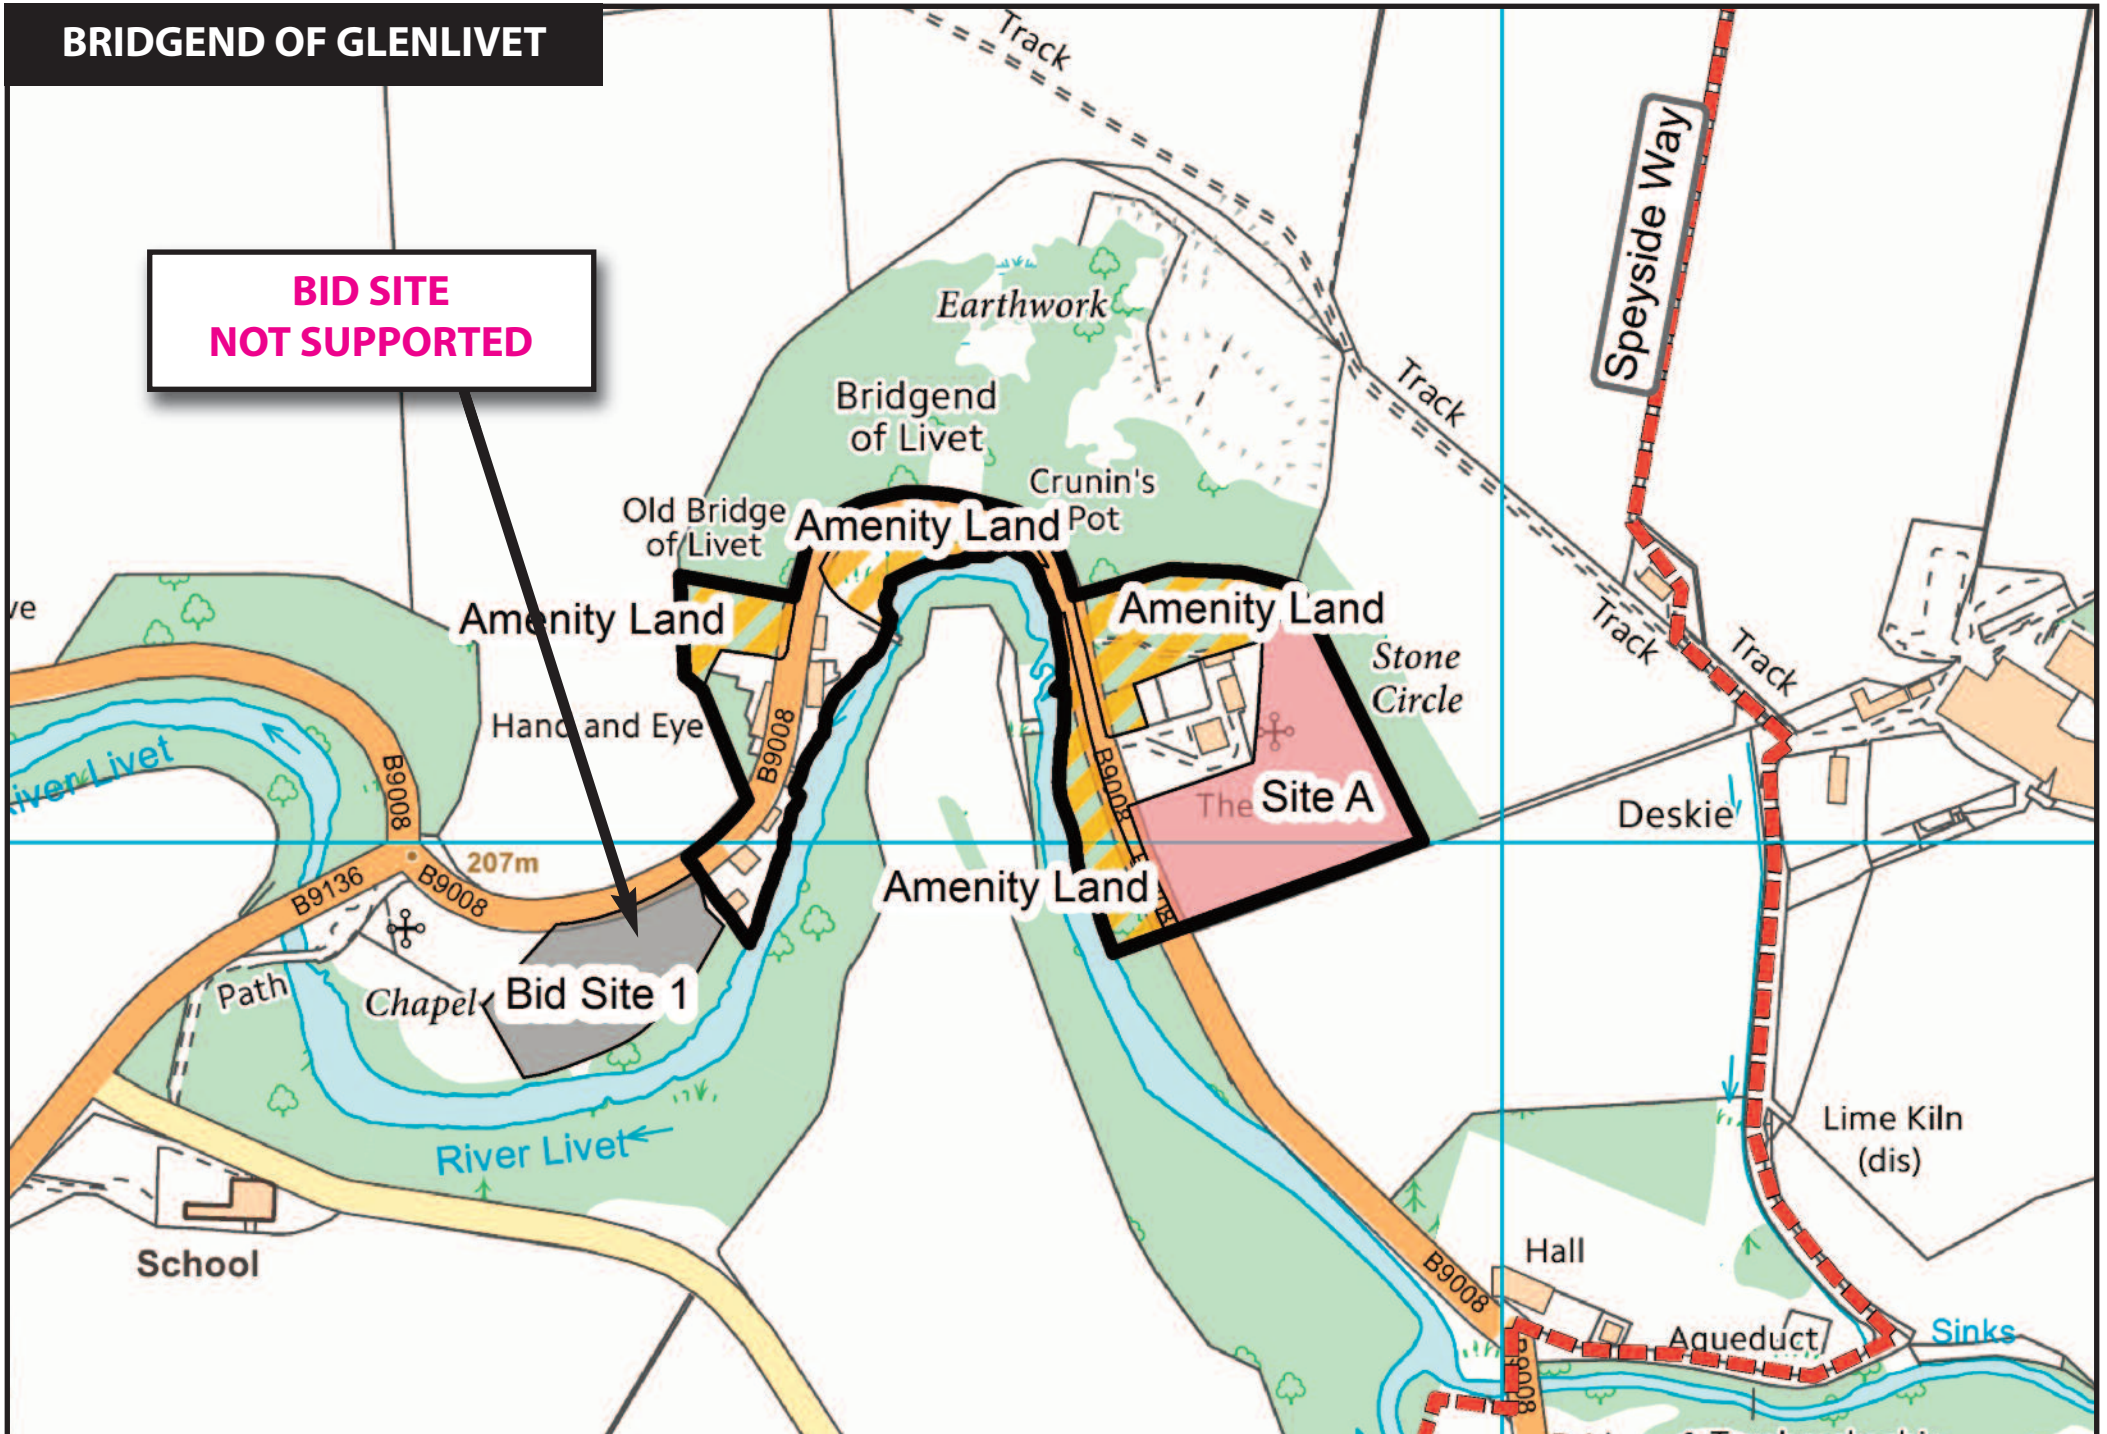 BRIDGEND OF GLENLIVET
Track
Speyside Way
BID SITE
NOT SUPPORTED
Earthwork
Bridgend
of Livet
Track
Crunin's
Pot
Old Bridge
of Livet
Amenity Land
Amenity Land
Amenity Land
Track
Track
Stone
Circle
Hand and Eye
B9008
B9008
B9008
River Livet
The
Site A
Deskie
207m
B9136
B9008
Amenity Land
Path
Chapel
Bid Site 1
River Livet
Lime Kiln
(dis)
School
Hall
B9008
Aqueduct
Sinks
B9008